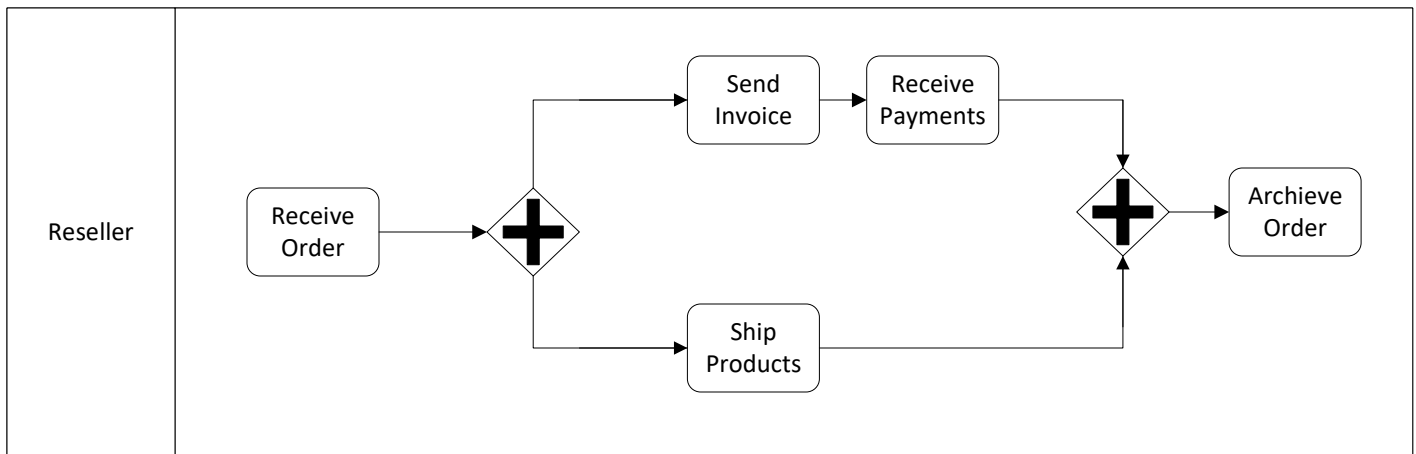 Reseller
Receive
Order
Send
Invoice
Receive
Payments
Ship
Products
Archieve
Order